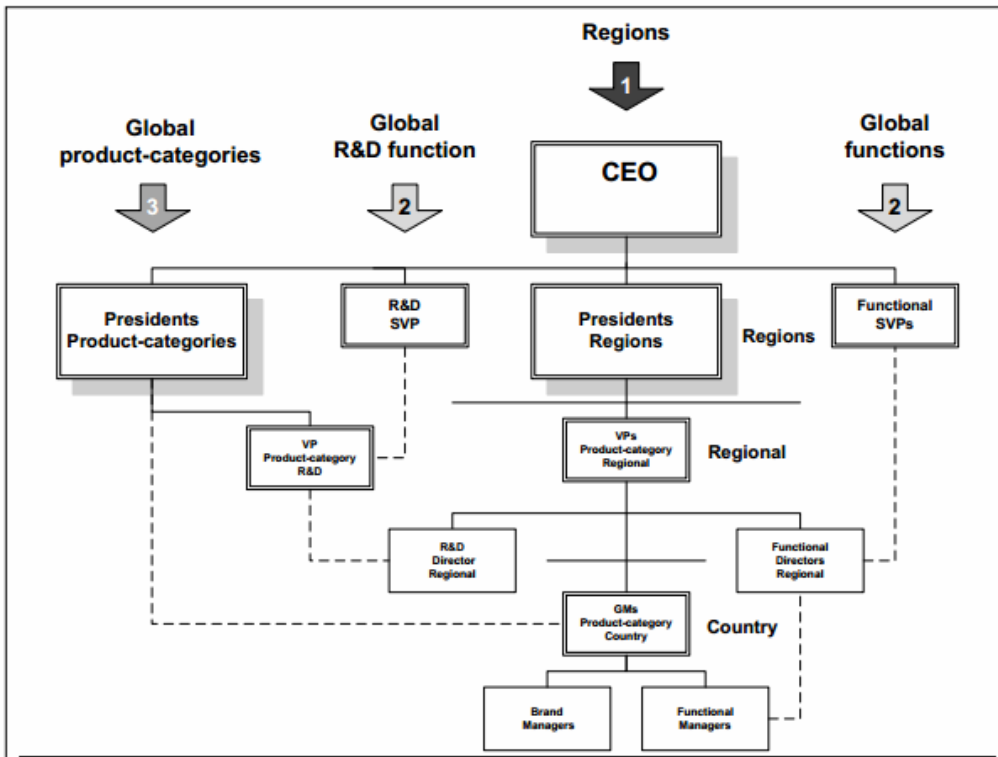 Regions
1
Global
product-categories
Global
R&D function
Global
functions
3
2
2
CEO
Presidents
Product-categories
R&D
SVP
Presidents
Regions
Regions
Functional
SVPs
VP
Product-category
R&D
VPs
Product-category
Regional
Regional
R&D
Director
Regional
Functional
Directors
Regional
GMs
Product-category
Country
Country
Brand
Managers
Functional
Managers